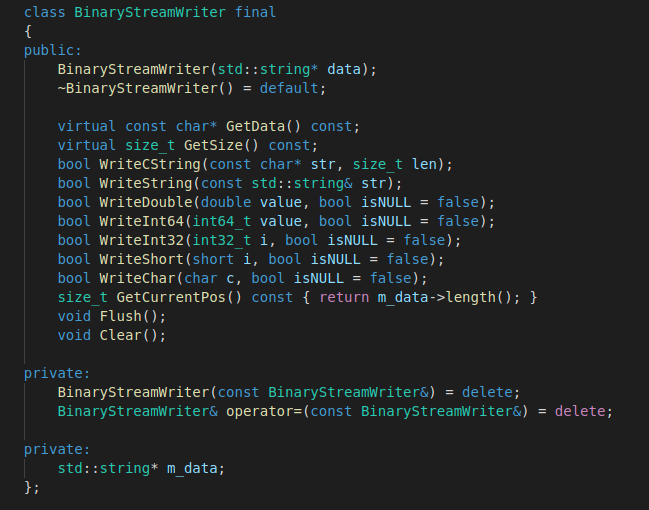 class BinaryStreamWriter final
{
public:
    BinaryStreamWriter(std::string* data);
    ~BinaryStreamWriter() = default;

    virtual const char* GetData() const;
    virtual size_t GetSize() const;
    bool WriteCString(const char* str, size_t len);
    bool WriteString(const std::string& str);
    bool WriteDouble(double value, bool isNULL = false);
    bool WriteInt64(int64_t value, bool isNULL = false);
    bool WriteInt32(int32_t i, bool isNULL = false);
    bool WriteShort(short i, bool isNULL = false);
    bool WriteChar(char c, bool isNULL = false);
    size_t GetCurrentPos() const { return m_data->length(); }
    void Flush();
    void Clear();

private:
    BinaryStreamWriter(const BinaryStreamWriter&) = delete;
    BinaryStreamWriter& operator=(const BinaryStreamWriter&) = delete;

private:
    std::string* m_data;
};